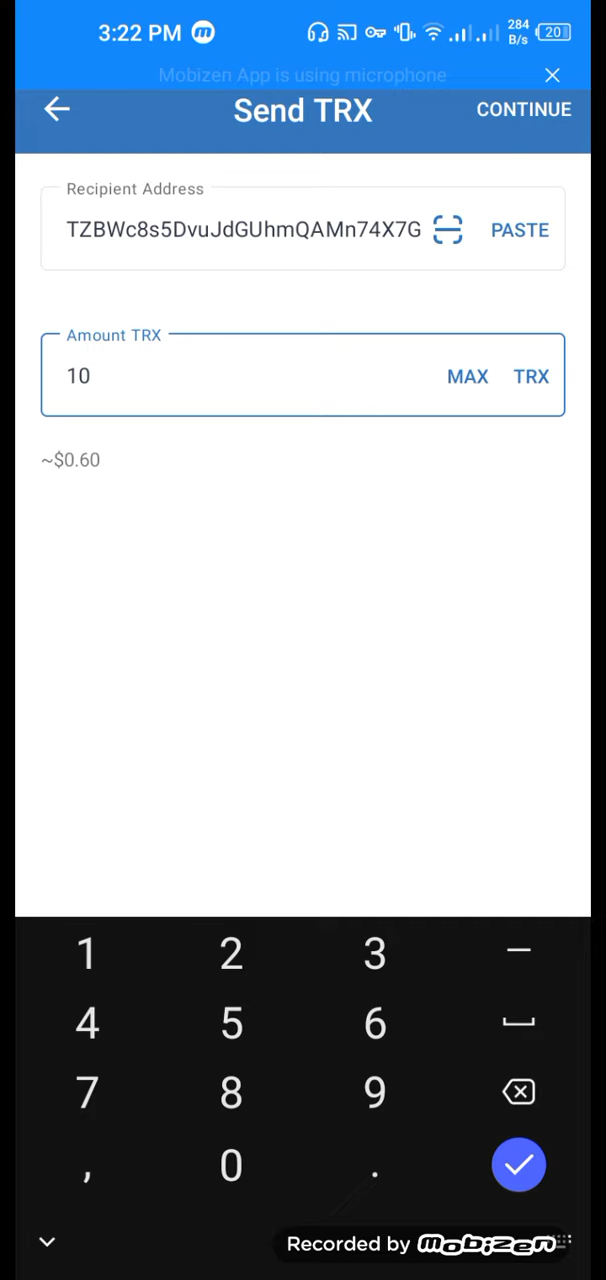 3:22 PM
284
B/s
20
Mobizen App is using microphone
Send TRX
CONTINUE
Recipient Address
TZBWc8s5DvuJdGUhmQAMn74X7G
PASTE
Amount TRX
10
MAX
TRX
~$0.60
1 2 3 –
4 5 6
7 8 9
, 0 .
Recorded by mobizen